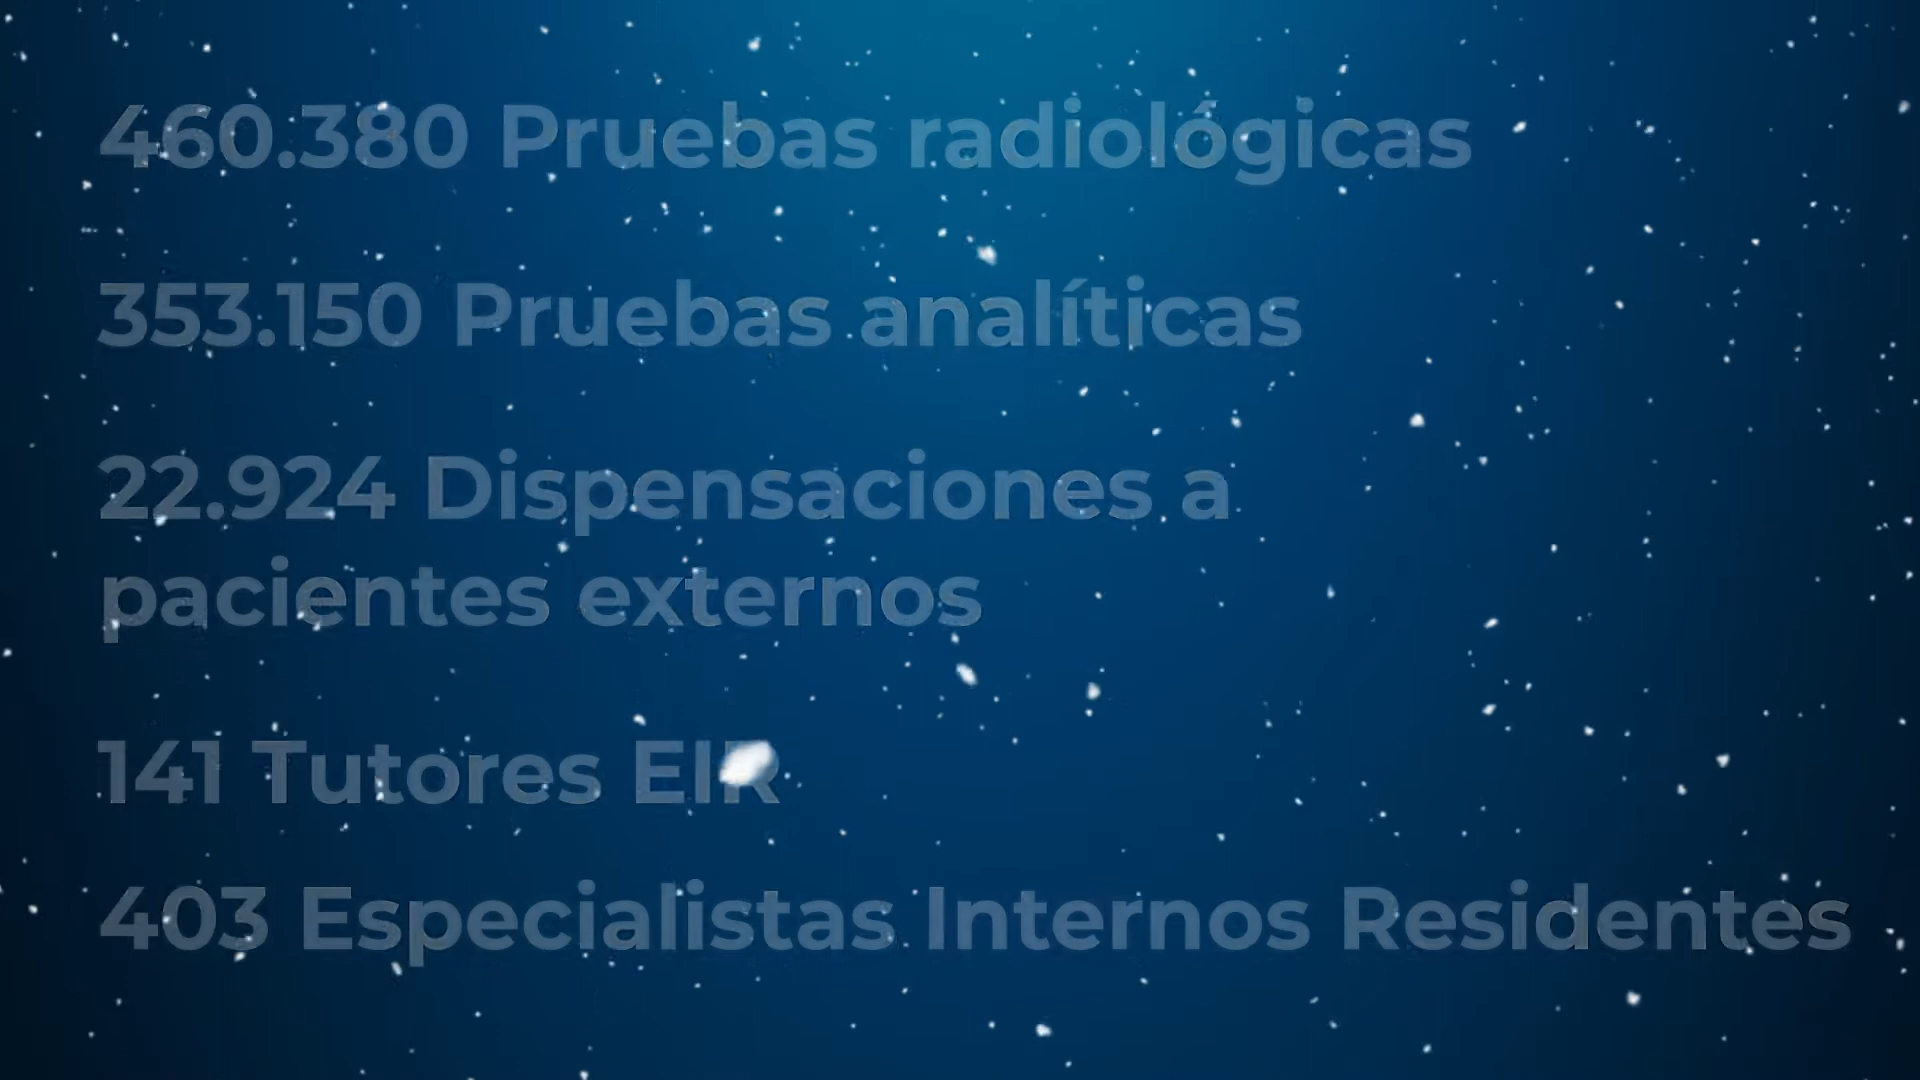 460.380 Pruebas radiológicas
353.150 Pruebas analíticas
22.924 Dispensaciones a
pacientes externos
141 Tutores EIR
403 Especialistas Internos Residentes